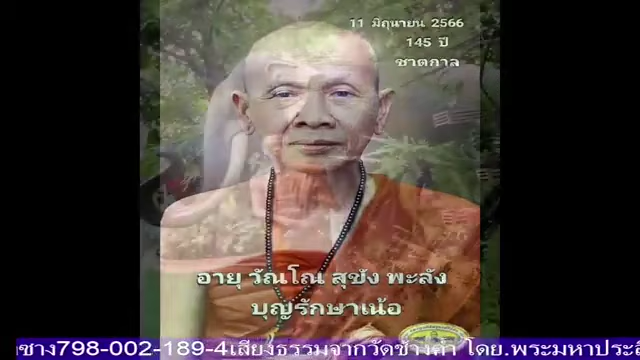 11 มิถุนายน 2566
145 ปี
ชาตกาล
อายุ วัณโณ สุขัง พะลัง
บุญรักษาเน้อ
ซาง798-002-189-4เสียงธรรมจากวัดช้างค้ำ โดย.พระมหาประสิ